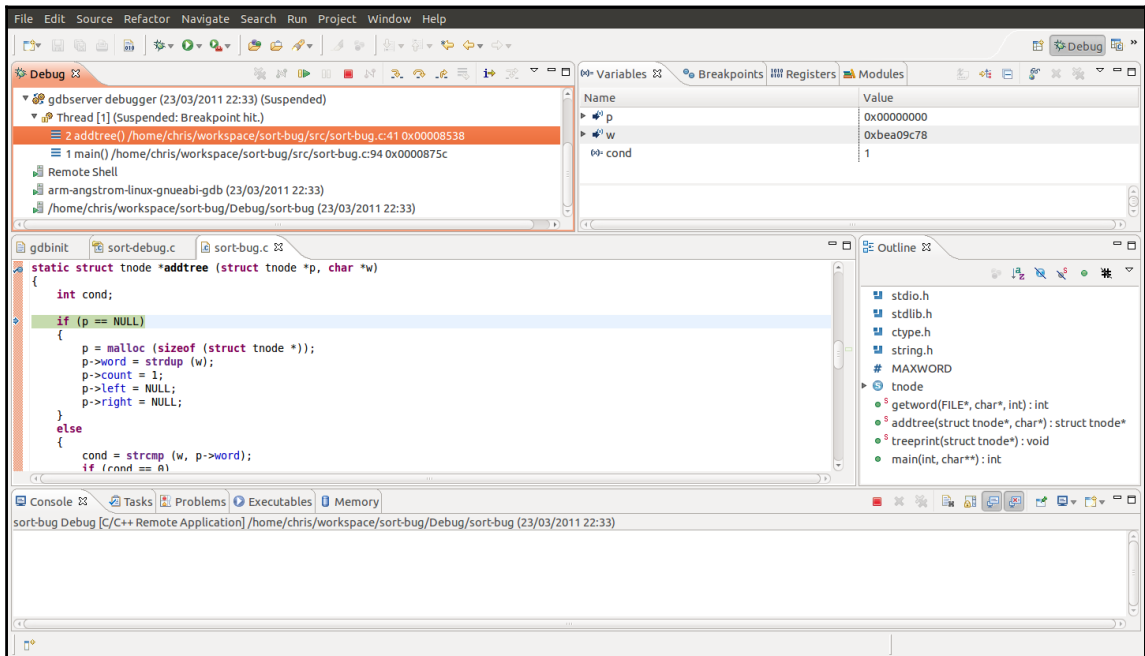 File Edit Source Refactor Navigate Search Run Project Window Help
Debug
Debug
gdbserver debugger (23/03/2011 22:33) (Suspended)
Thread [1] (Suspended: Breakpoint hit.)
2 addtree() /home/chris/workspace/sort-bug/src/sort-bug.c:41 0x00008538
1 main() /home/chris/workspace/sort-bug/src/sort-bug.c:94 0x0000875c
Remote Shell
arm-angstrom-linux-gnueabi-gdb (23/03/2011 22:33)
/home/chris/workspace/sort-bug/Debug/sort-bug (23/03/2011 22:33)
Variables Breakpoints Registers Modules
Name Value
p 0x00000000
w 0xbea09c78
cond 1
gdbinit sort-debug.c sort-bug.c
static struct tnode *addtree (struct tnode *p, char *w)
{
int cond;
if (p == NULL)
{
p = malloc (sizeof (struct tnode *));
p->word = strdup (w);
p->count = 1;
p->left = NULL;
p->right = NULL;
}
else
{
cond = strcmp (w, p->word);
if (cond == 0)
Outline
stdio.h
stdlib.h
ctype.h
string.h
# MAXWORD
tnode
getword(FILE*, char*, int) : int
addtree(struct tnode*, char*) : struct tnode*
treeprint(struct tnode*) : void
main(int, char**) : int
Console Tasks Problems Executables Memory
sort-bug Debug [C/C++ Remote Application] /home/chris/workspace/sort-bug/Debug/sort-bug (23/03/2011 22:33)